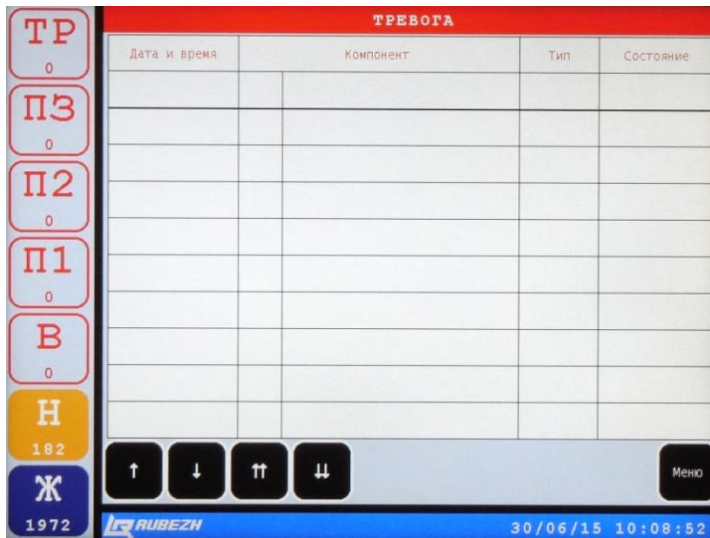 ТР
0
ПЗ
0
П2
0
П1
0
В
0
Н
182
Ж
1972
ТРЕВОГА
Дата и время Компонент Тип Состояние
↑ ↓ ⇈ ⇊ Меню
RUBEZH 30/06/15 10:08:52